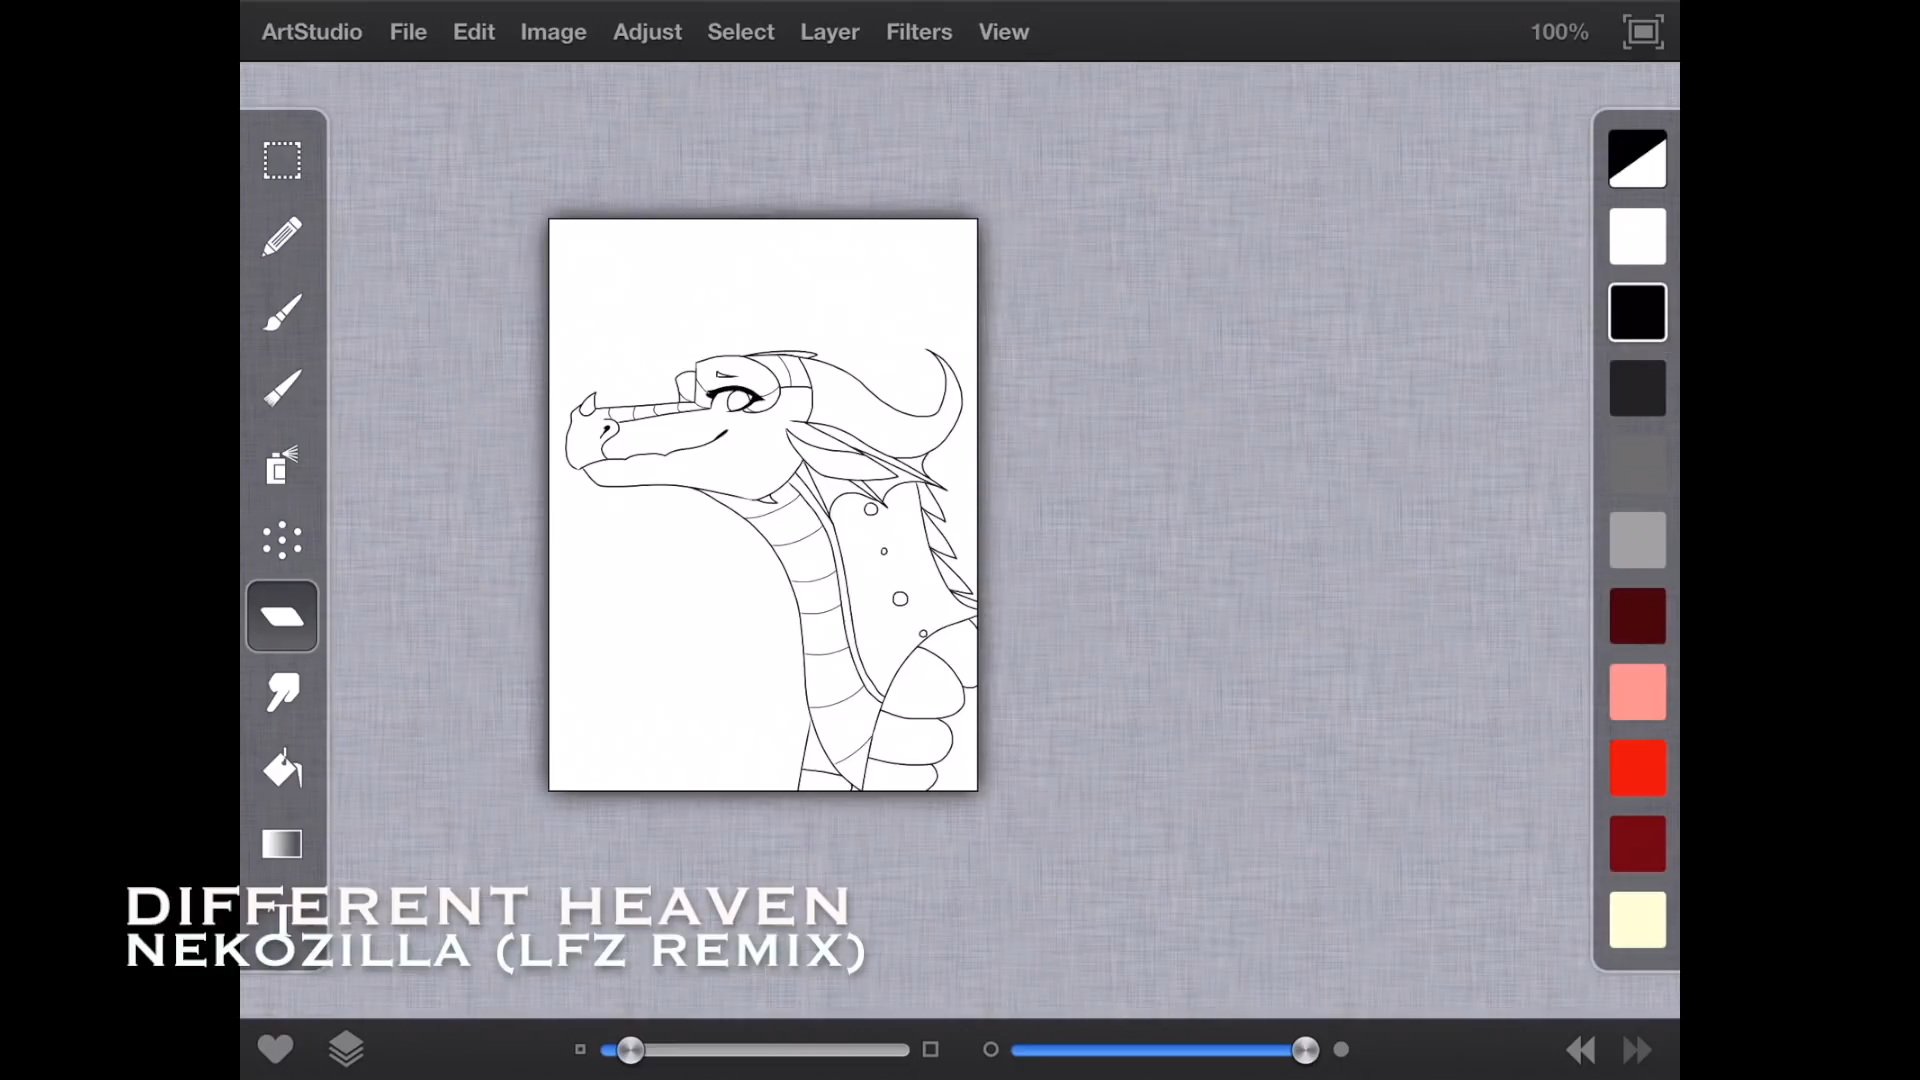 ArtStudio File Edit Image Adjust Select Layer Filters View 100%
DIFFERENT HEAVEN
NEKOZILLA (LFZ REMIX)